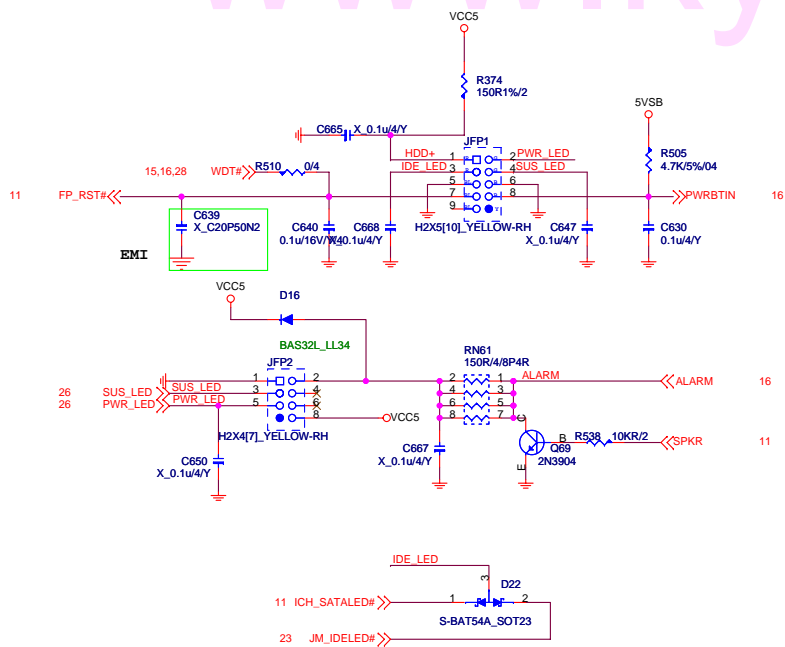 www.ky
VCC5
R374
150R1%/2
5VSB
C665 X_0.1u/4/Y
JFP1
R505
4.7K/5%/04
HDD+ 1 2 PWR_LED
15,16,28 WDT# R510 0/4
IDE_LED 3 4 SUS_LED
5 6
11 FP_RST# 7 8 PWRBTIN 16
9
C639
X_C20P50N2
C640
0.1u/16V/Y
C668
X_0.1u/4/Y
H2X5[10]_YELLOW-RH
C647
X_0.1u/4/Y
C630
0.1u/4/Y
EMI
VCC5
D16
BAS32L_LL34
JFP2
RN61
150R/4/8P4R
1 2
2 1 ALARM
ALARM 16
26 SUS_LED SUS_LED 3 4
4 3
26 PWR_LED PWR_LED 5 6
6 5
8 VCC5
8 7
H2X4[7]_YELLOW-RH
C
B
E
R538 10KR/2
SPKR 11
Q69
2N3904
C650
X_0.1u/4/Y
C667
X_0.1u/4/Y
IDE_LED
3
D22
11 ICH_SATALED# 1 2
S-BAT54A_SOT23
23 JM_IDELED#